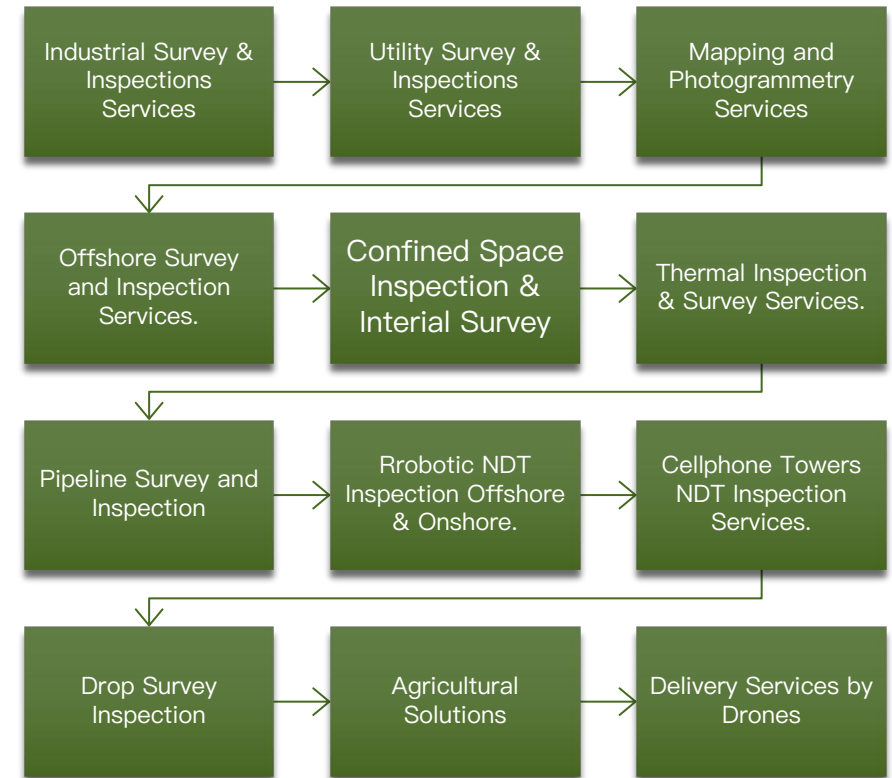 Industrial Survey &
Inspections
Services
Utility Survey &
Inspections
Services
Mapping and
Photogrammetry
Services
Offshore Survey
and Inspection
Services.
Confined Space
Inspection &
Interial Survey
Thermal Inspection
& Survey Services.
Pipeline Survey and
Inspection
Rrobotic NDT
Inspection Offshore
& Onshore.
Cellphone Towers
NDT Inspection
Services.
Drop Survey
Inspection
Agricultural
Solutions
Delivery Services by
Drones